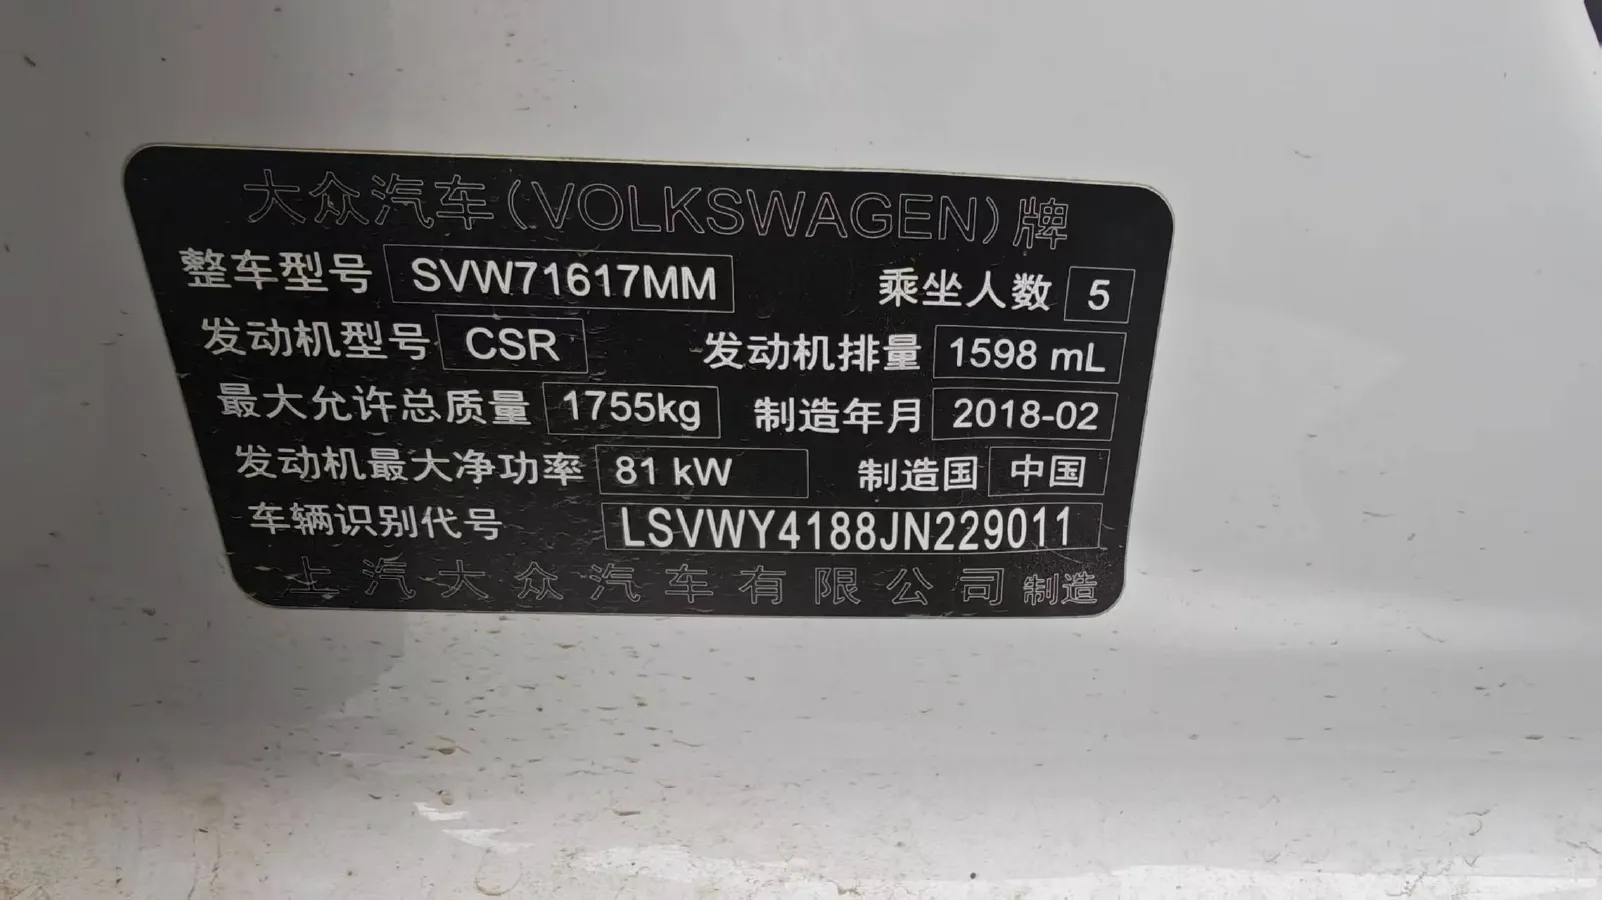 大众汽车(VOLKSWAGEN)牌
整车型号 SVW71617MM 乘坐人数 5
发动机型号 CSR 发动机排量 1598 mL
最大允许总质量 1755kg 制造年月 2018-02
发动机最大净功率 81 kW 制造国 中国
车辆识别代号 LSVWY4188JN229011
上汽大众汽车有限公司 制造